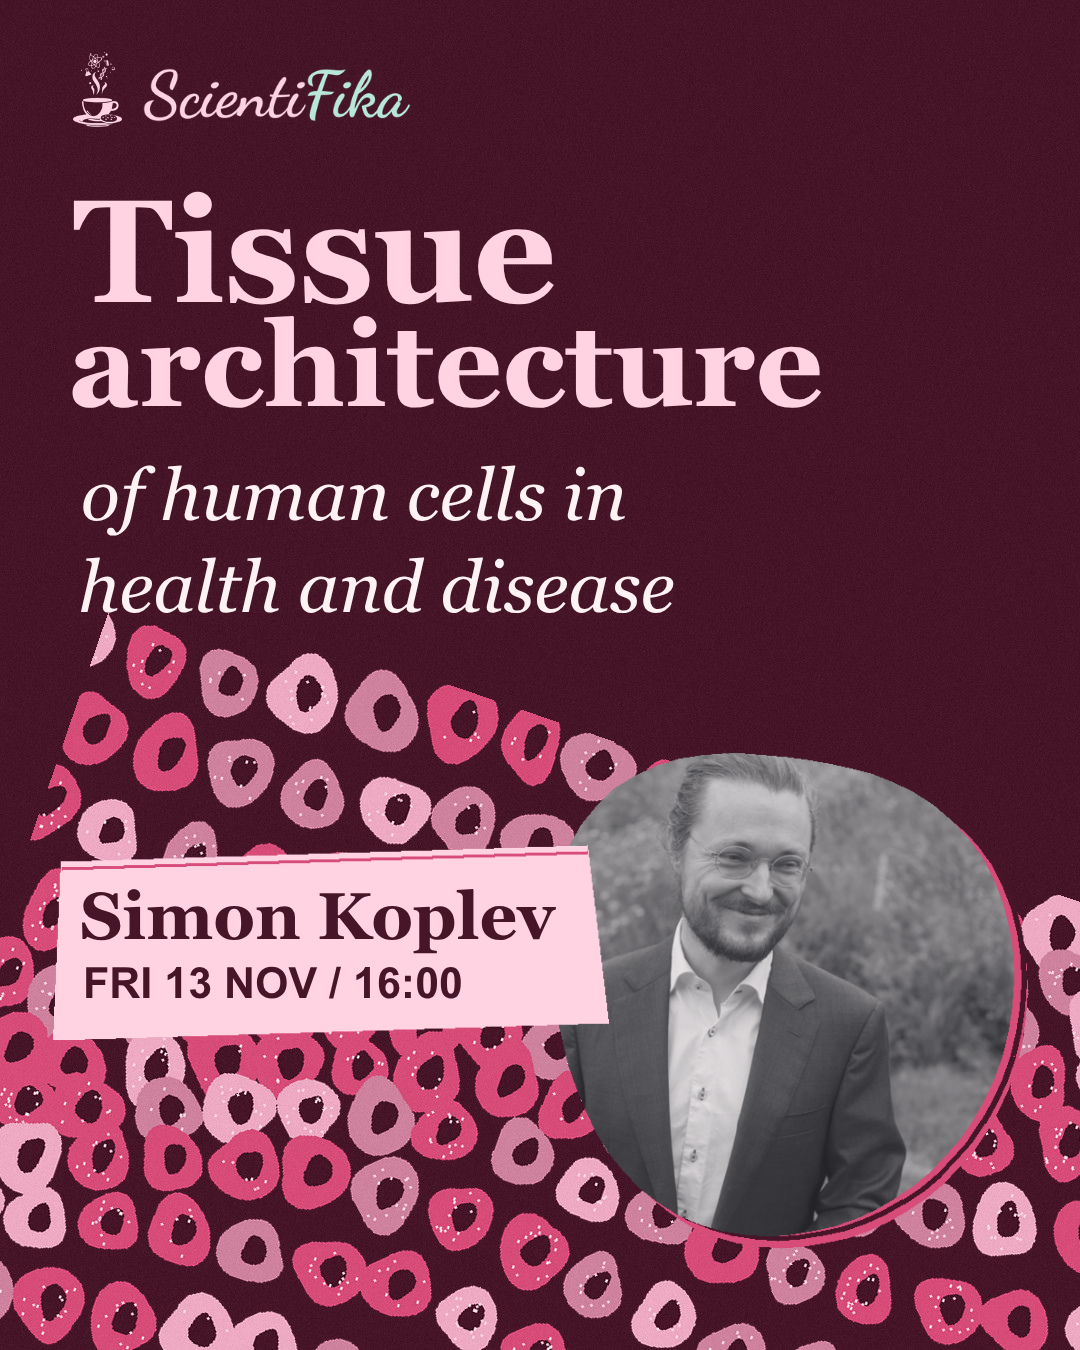 ScientiFika
Tissue
architecture
of human cells in
health and disease
Simon Koplev
FRI 13 NOV / 16:00